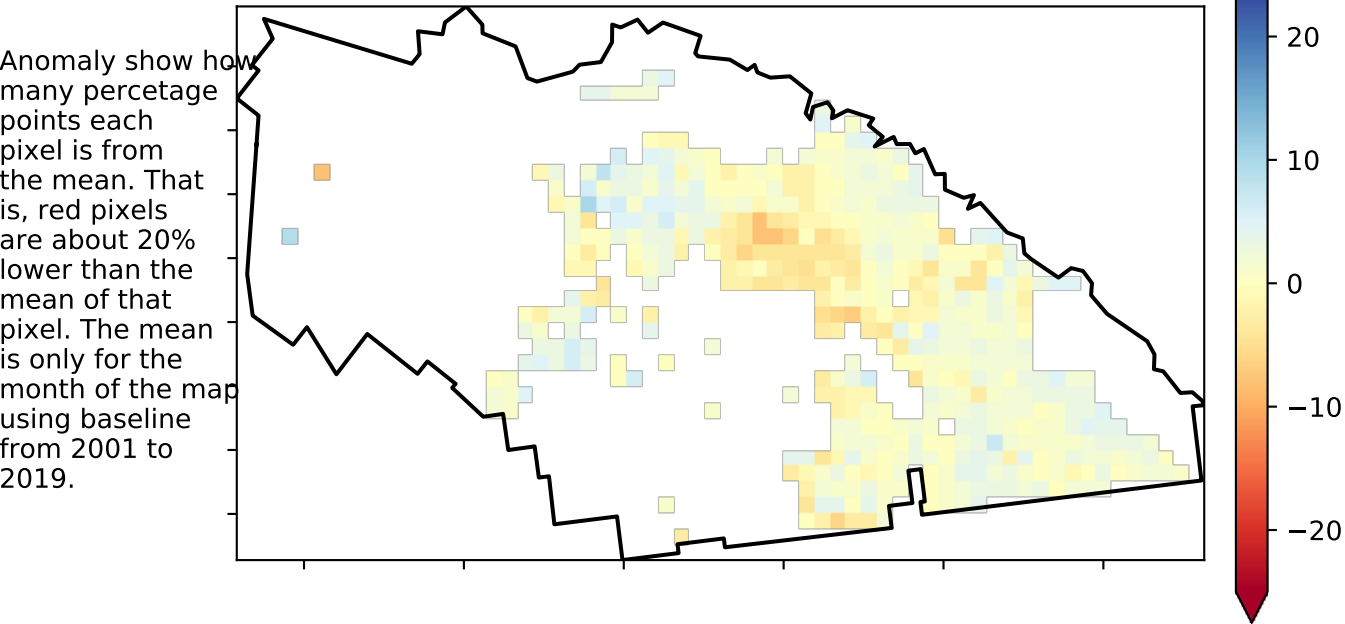 Anomaly show how
many percetage
points each
pixel is from
the mean. That
is, red pixels
are about 20%
lower than the
mean of that
pixel. The mean
is only for the
month of the map
using baseline
from 2001 to
2019.
20
10
0
−10
−20